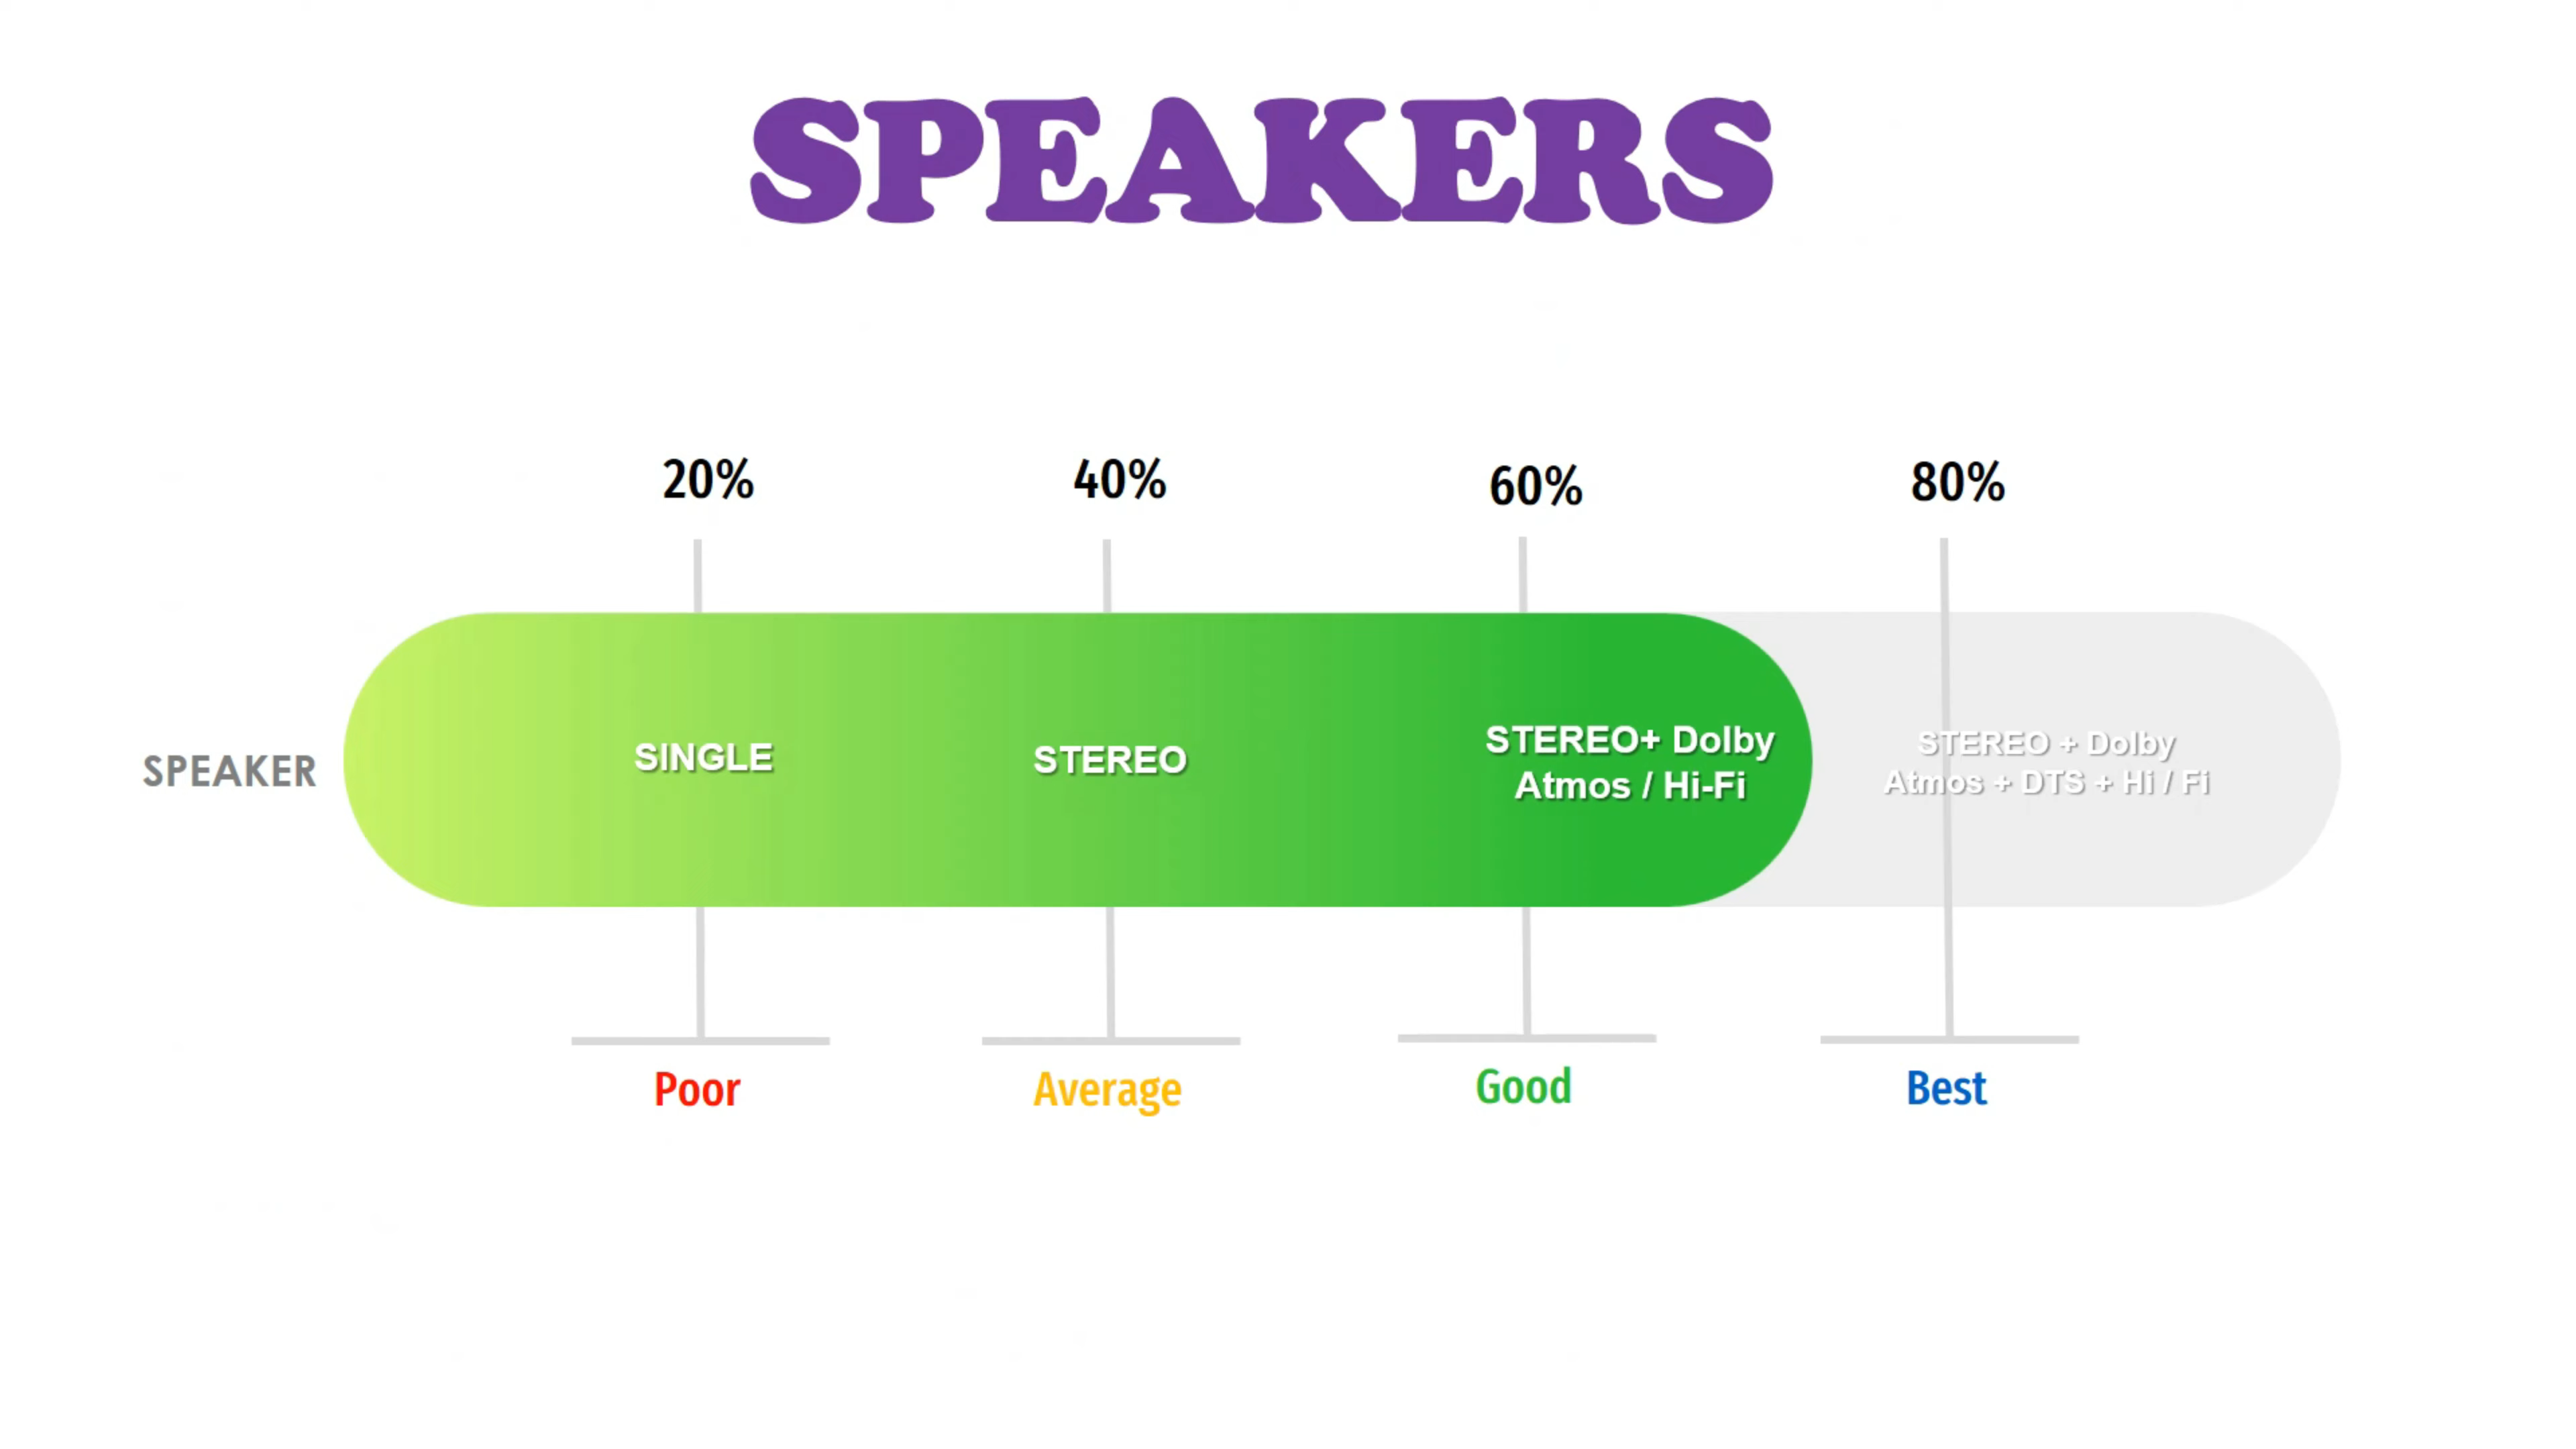 SPEAKERS
20%
40%
60%
80%
SPEAKER
SINGLE
STEREO
STEREO+ Dolby
Atmos / Hi-Fi
STEREO + Dolby
Atmos + DTS + Hi / Fi
Poor
Average
Good
Best